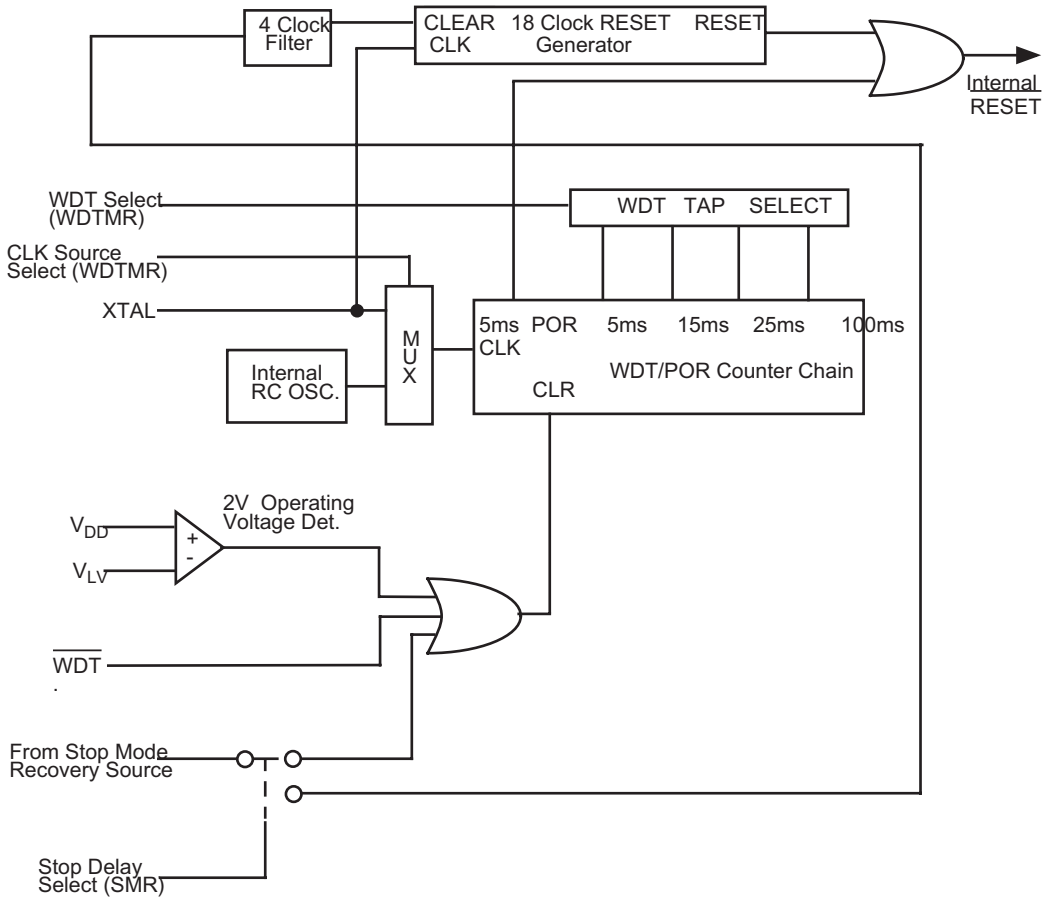 4 Clock
Filter
CLEAR 18 Clock RESET RESET
CLK Generator
Internal
RESET
WDT Select
(WDTMR)
WDT TAP SELECT
CLK Source
Select (WDTMR)
XTAL
MUX
5ms POR 5ms 15ms 25ms 100ms
CLK
WDT/POR Counter Chain
CLR
Internal
RC OSC.
2V Operating
Voltage Det.
VDD
+
VLV
-
WDT
.
From Stop Mode
Recovery Source
Stop Delay
Select (SMR)